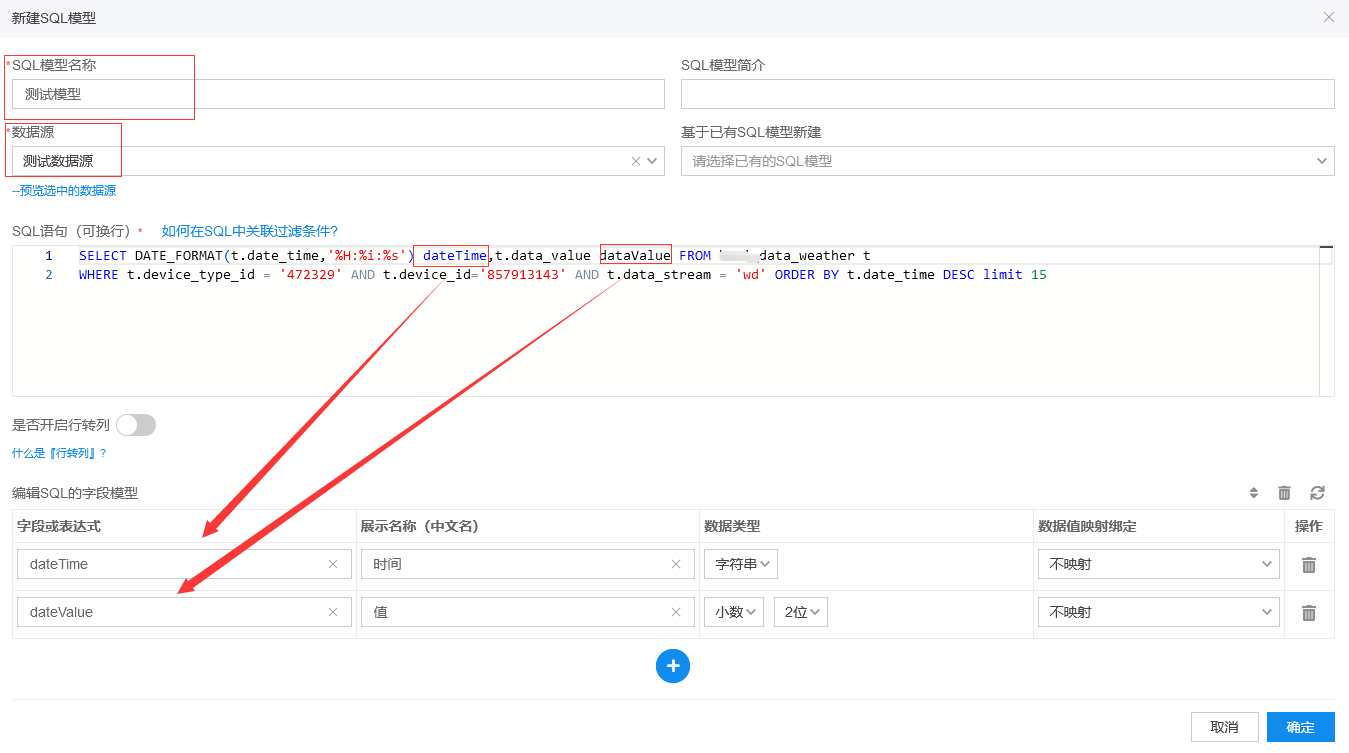 新建SQL模型
*SQL模型名称
SQL模型简介
测试模型
*数据源
基于已有SQL模型新建
测试数据源
请选择已有的SQL模型
--预览选中的数据源
SQL语句（可换行）* 如何在SQL中关联过滤条件?
1 SELECT DATE_FORMAT(t.date_time,'%H:%i:%s') dateTime,t.data_value dataValue FROM data_weather t
2 WHERE t.device_type_id = '472329' AND t.device_id='857913143' AND t.data_stream = 'wd' ORDER BY t.date_time DESC limit 15
是否开启行转列
什么是『行转列』?
编辑SQL的字段模型
字段或表达式 展示名称（中文名） 数据类型 数据值映射绑定 操作
dateTime 时间 字符串 不映射
dateValue 值 小数 2位 不映射
取消 确定